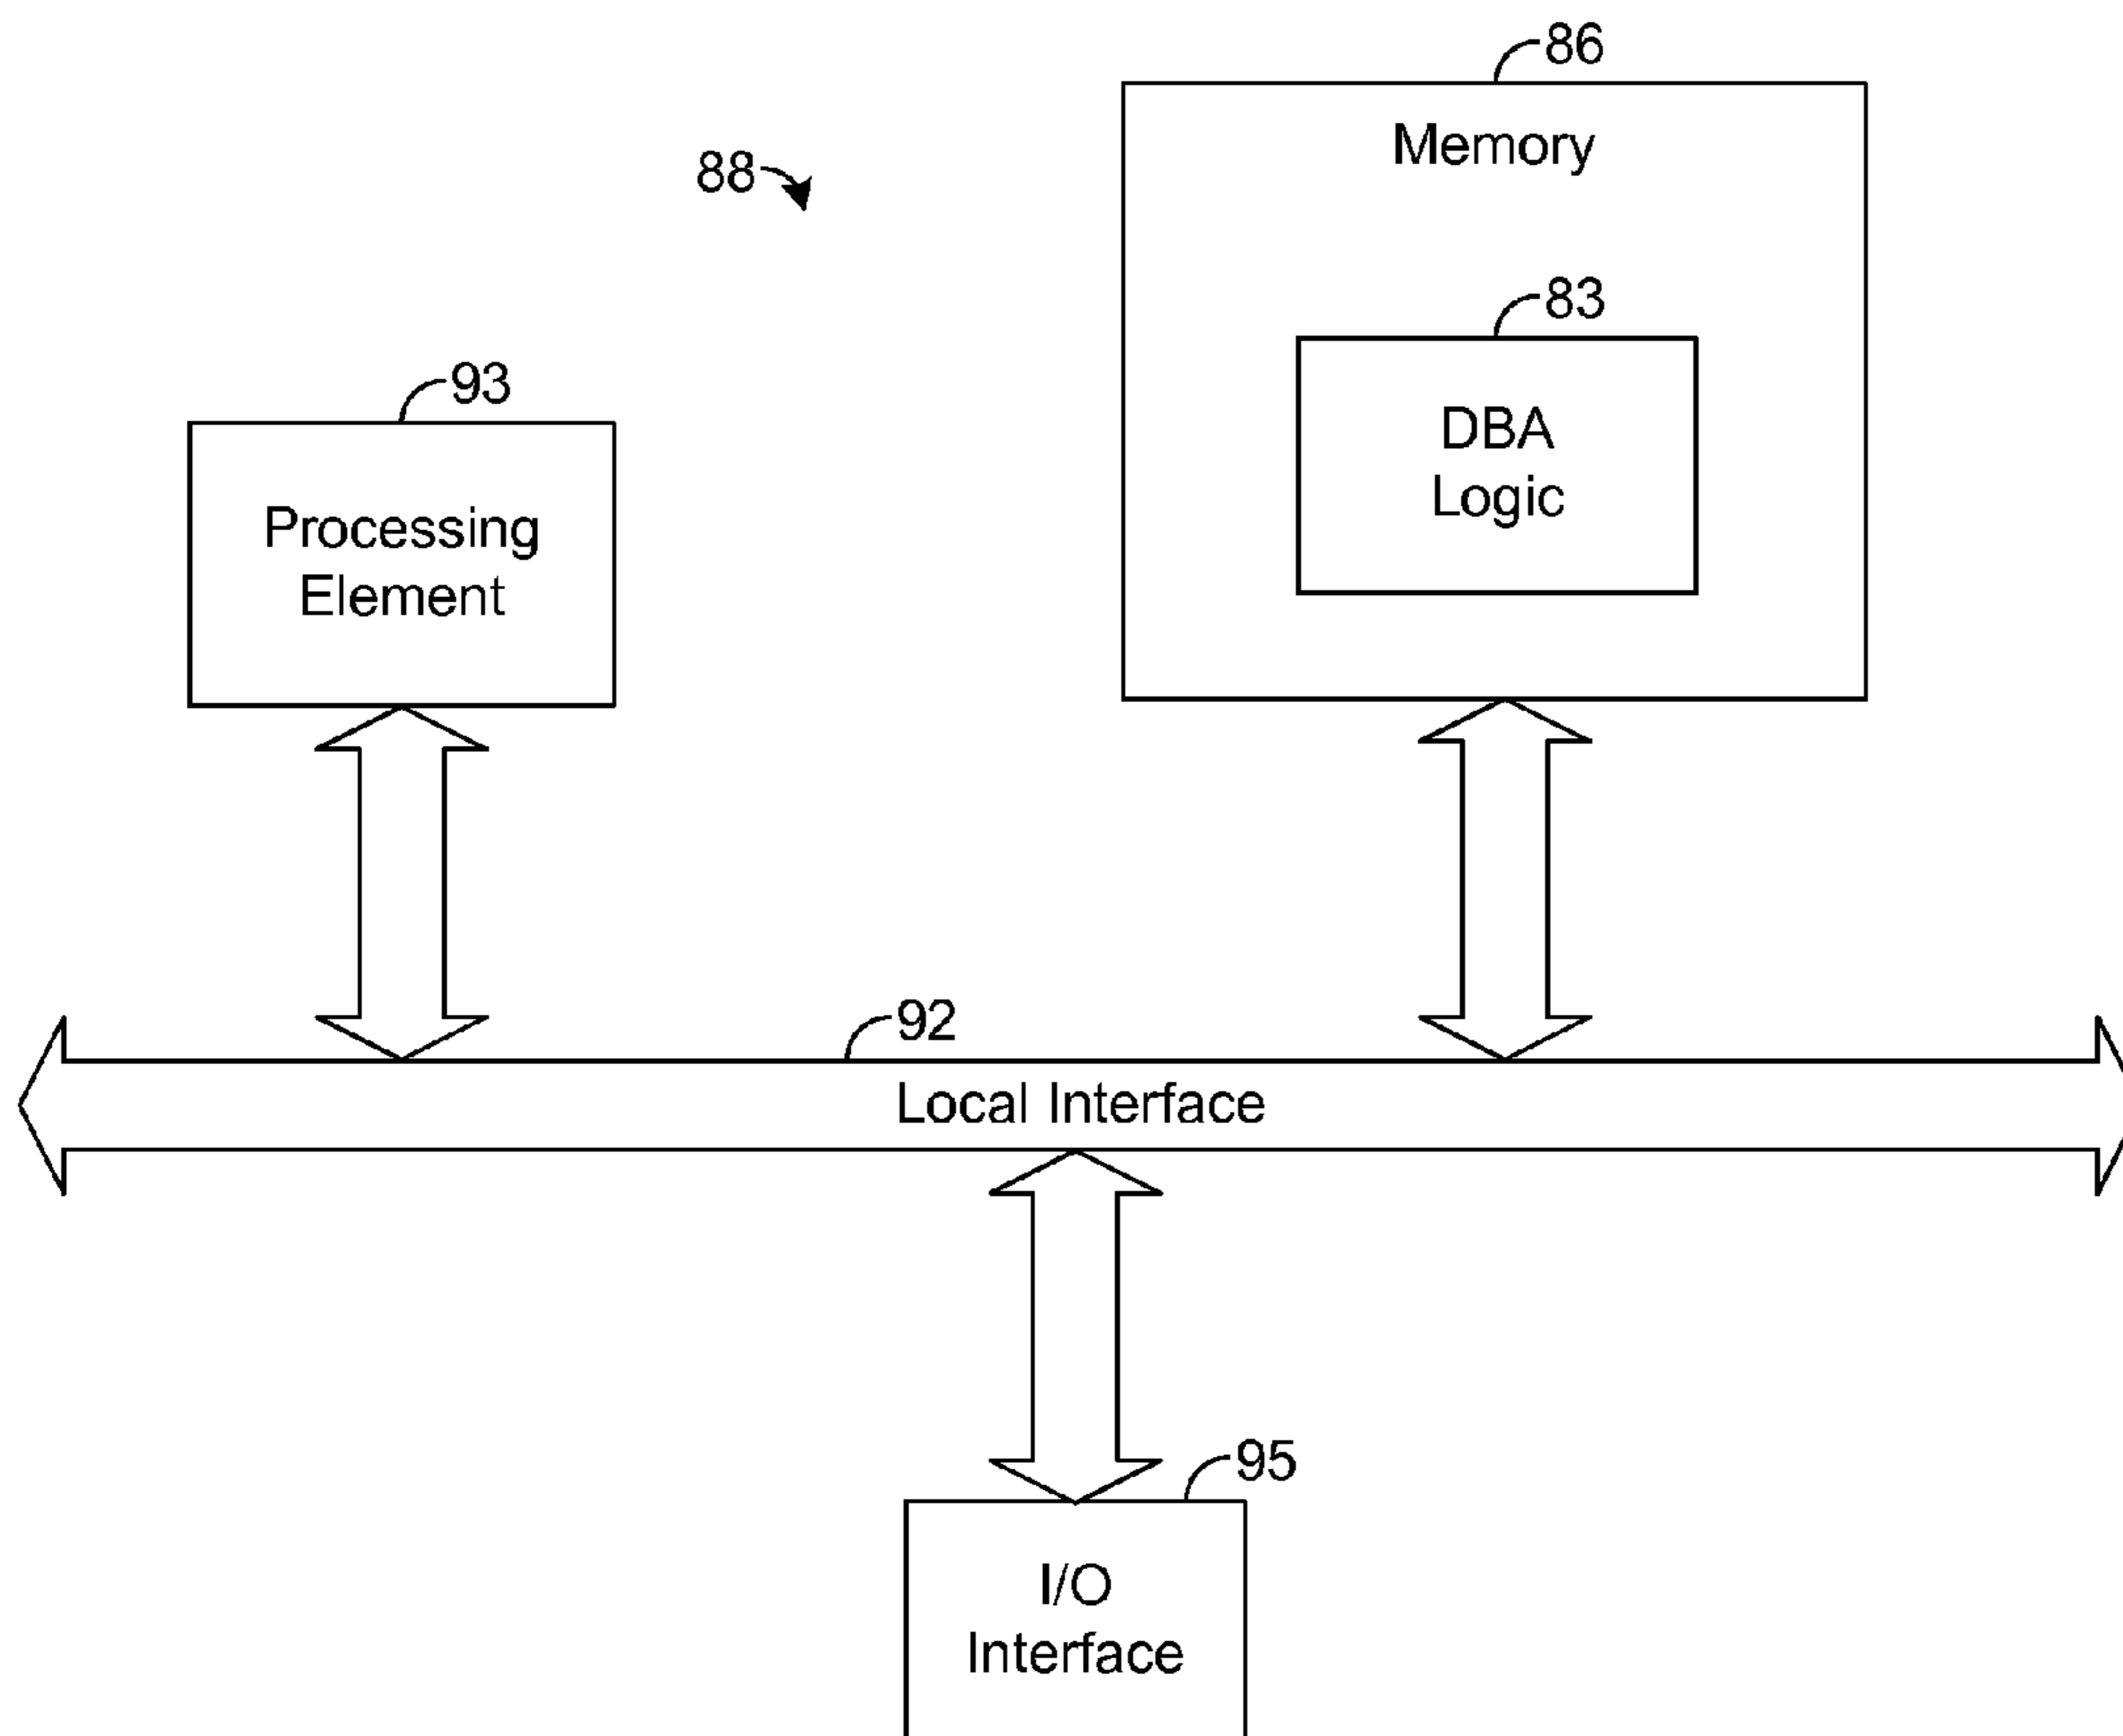 86
Memory
88
83
DBA
Logic
93
Processing
Element
92
Local Interface
95
I/O
Interface